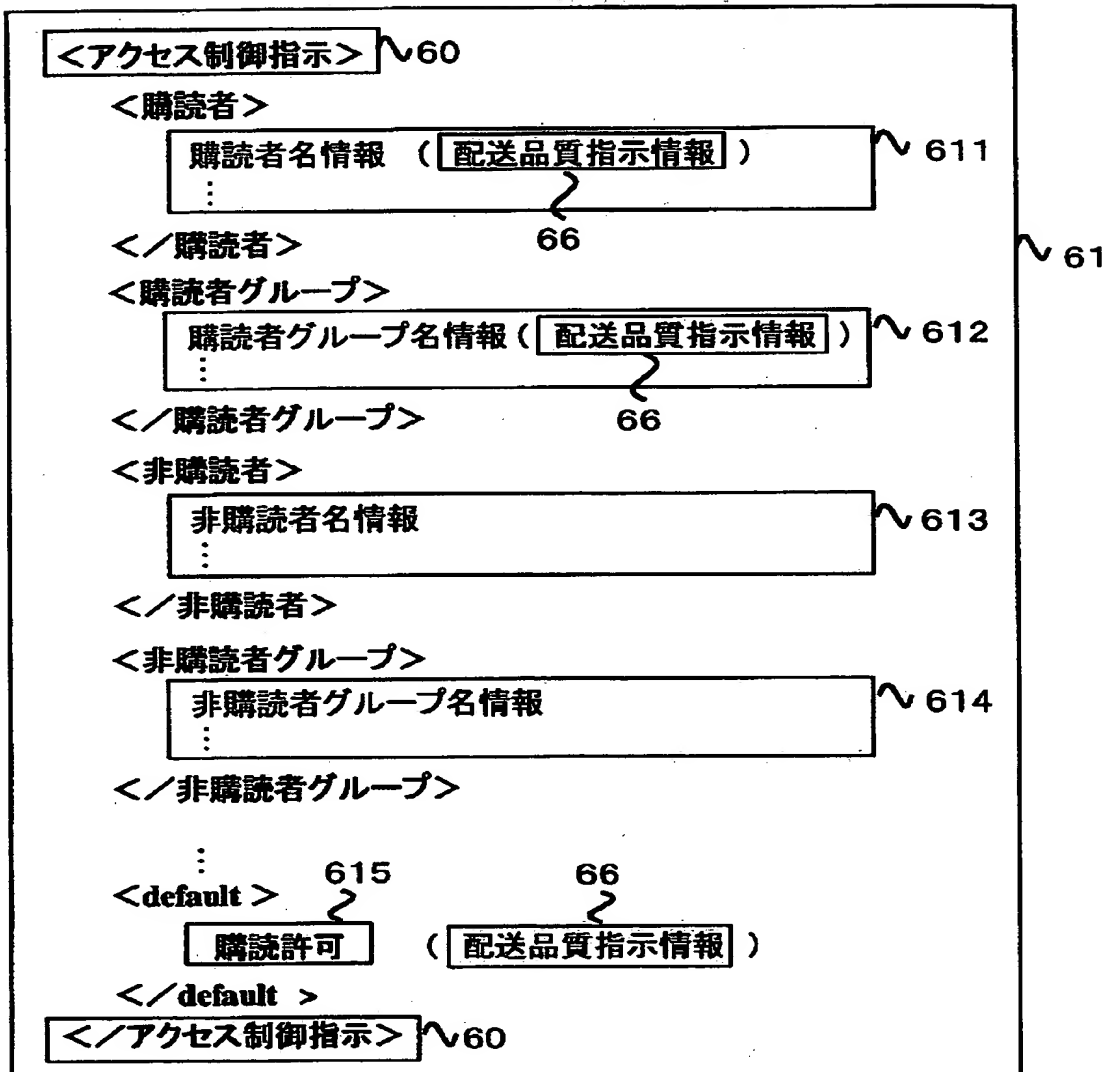 ＜アクセス制御指示＞ 60
＜購読者＞
購読者名情報 （ 配送品質指示情報 ） 611
⋮
66
＜／購読者＞
61
＜購読者グループ＞
購読者グループ名情報（ 配送品質指示情報 ） 612
⋮
＜／購読者グループ＞ 66
＜非購読者＞
非購読者名情報 613
⋮
＜／非購読者＞
＜非購読者グループ＞
非購読者グループ名情報 614
⋮
＜／非購読者グループ＞
⋮
615 66
＜default＞
購読許可 （ 配送品質指示情報 ）
＜／default ＞
＜／アクセス制御指示＞ 60